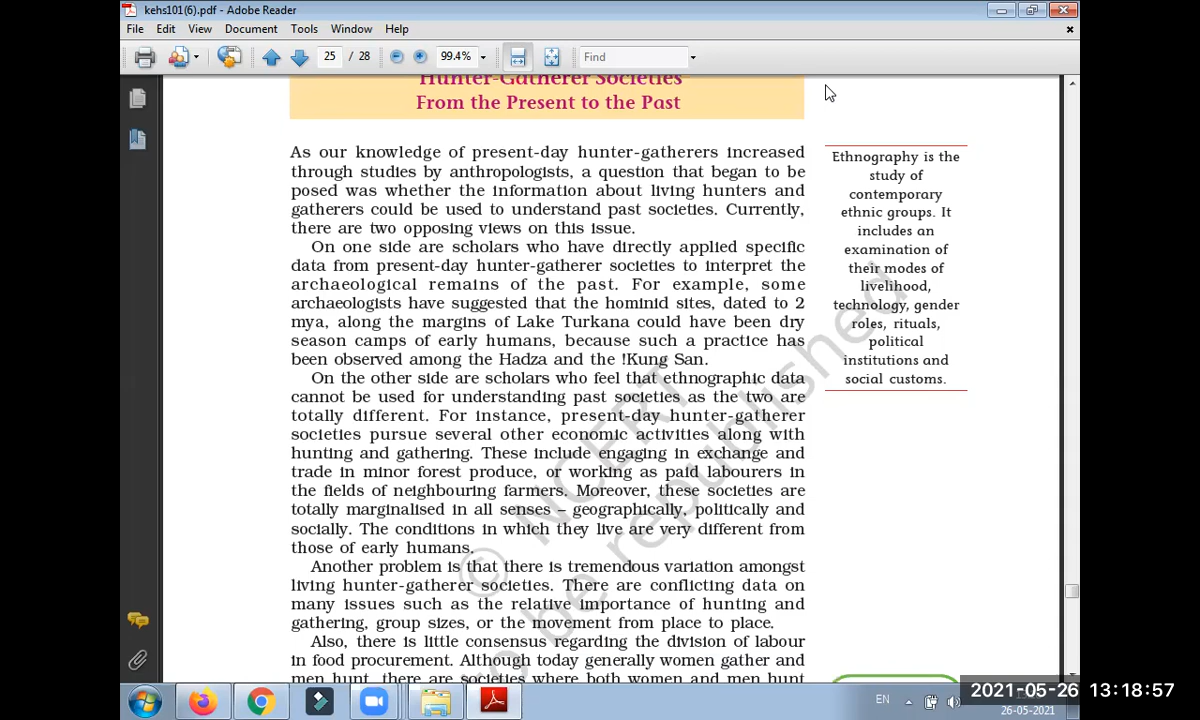 kehs101(6).pdf - Adobe Reader
File Edit View Document Tools Window Help
25 / 28 99.4% Find
Hunter-Gatherer Societies
From the Present to the Past
As our knowledge of present-day hunter-gatherers increased
through studies by anthropologists, a question that began to be
posed was whether the information about living hunters and
gatherers could be used to understand past societies. Currently,
there are two opposing views on this issue.
On one side are scholars who have directly applied specific
data from present-day hunter-gatherer societies to interpret the
archaeological remains of the past. For example, some
archaeologists have suggested that the hominid sites, dated to 2
mya, along the margins of Lake Turkana could have been dry
season camps of early humans, because such a practice has
been observed among the Hadza and the !Kung San.
On the other side are scholars who feel that ethnographic data
cannot be used for understanding past societies as the two are
totally different. For instance, present-day hunter-gatherer
societies pursue several other economic activities along with
hunting and gathering. These include engaging in exchange and
trade in minor forest produce, or working as paid labourers in
the fields of neighbouring farmers. Moreover, these societies are
totally marginalised in all senses – geographically, politically and
socially. The conditions in which they live are very different from
those of early humans.
Another problem is that there is tremendous variation amongst
living hunter-gatherer societies. There are conflicting data on
many issues such as the relative importance of hunting and
gathering, group sizes, or the movement from place to place.
Also, there is little consensus regarding the division of labour
in food procurement. Although today generally women gather and
men hunt, there are societies where both women and men hunt
Ethnography is the
study of
contemporary
ethnic groups. It
includes an
examination of
their modes of
livelihood,
technology, gender
roles, rituals,
political
institutions and
social customs.
© NCERT
o be republished
EN
2021-05-26 13:18:57
26-05-2021